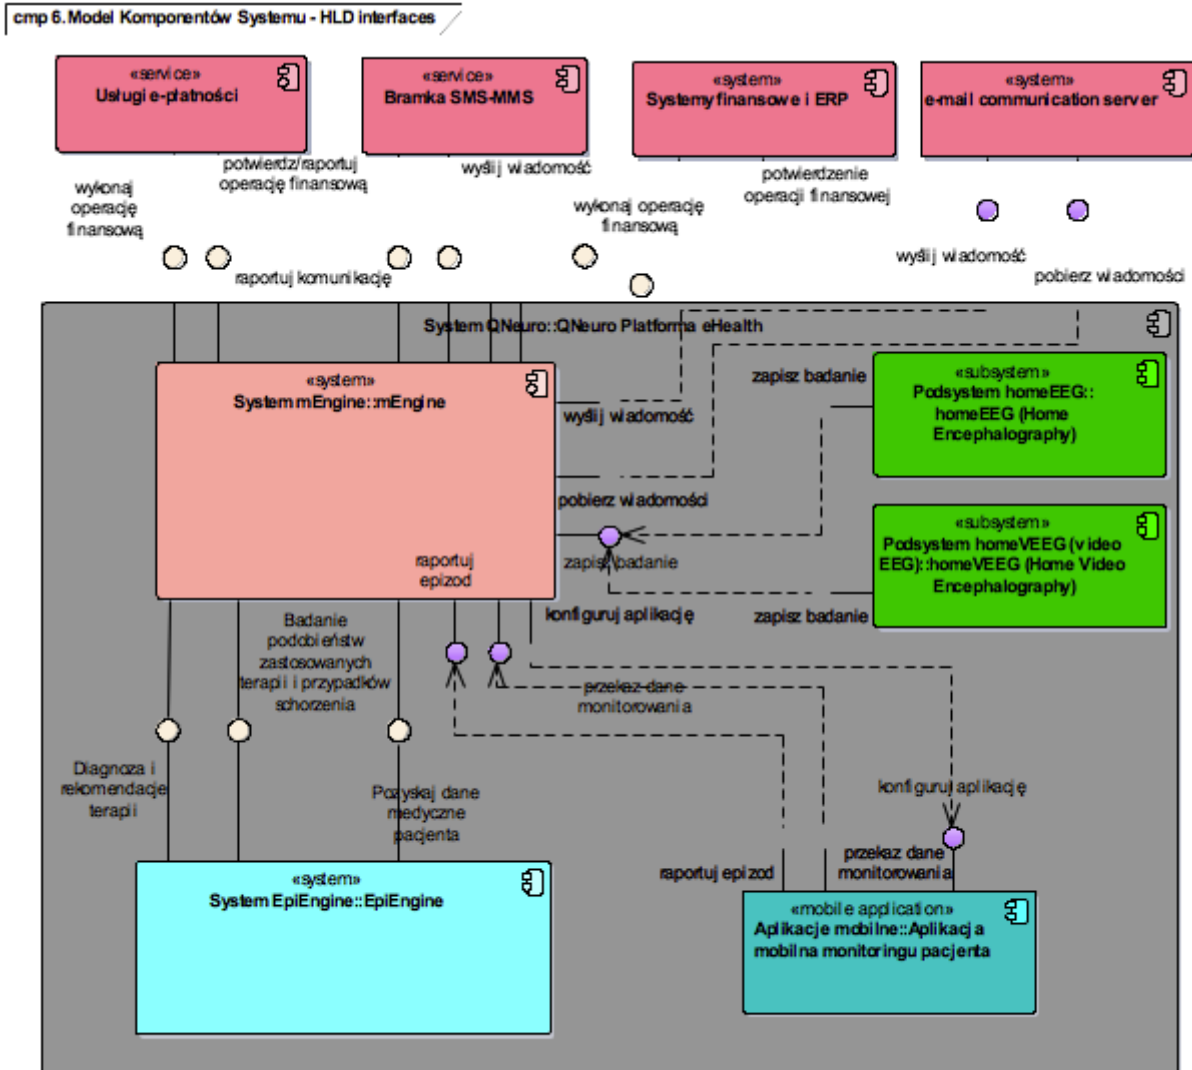 cmp 6.Model Komponentów Systemu - HLD interfaces
«service»
Usługi e-płatności
«service»
Bramka SMS-MMS
«system»
Systemy finansowe i ERP
«system»
e-mail communication server
wykonaj
operację
finansową
potwierdz/raportuj
operację finansową
wyślij wiadomość
wykonaj operację
finansową
potwierdzenie
operacji finansowej
wyślij wiadomość
pobierz wiadomości
raportuj komunikację
System QNeuro::QNeuro Platforma eHealth
«system»
System mEngine::mEngine
wyślij wiadomość
pobierz wiadomości
zapisz badanie
«subsystem»
Podsystem homeEEG::
homeEEG (Home
Encephalography)
«subsystem»
Podsystem homeVEEG (video
EEG)::homeVEEG (Home Video
Encephalography)
zapisz badanie
zapisz badanie
raportuj
epizod
konfiguruj aplikację
Badanie
podobieństw
zastosowanych
terapii i przypadków
schorzenia
przekaz dane
monitorowania
Diagnoza i
rekomendacje
terapii
Pozyskaj dane
medyczne
pacjenta
konfiguruj aplikację
raportuj epizod
przekaz dane
monitorowania
«system»
System EpiEngine::EpiEngine
«mobile application»
Aplikacje mobilne::Aplikacja
mobilna monitoringu pacjenta